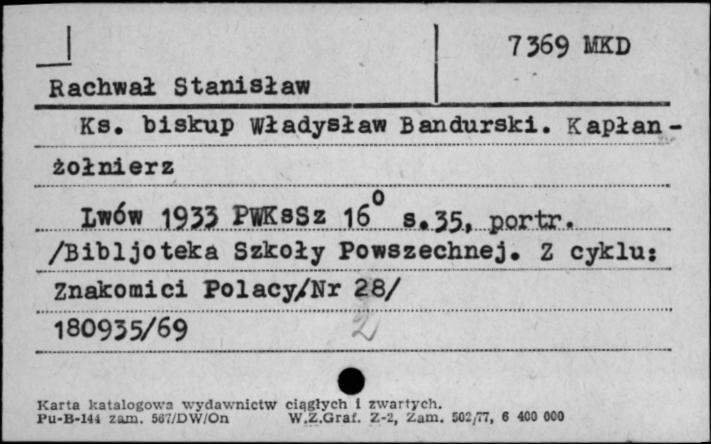 7369 MKD
Rachwał Stanisław
Ks. biskup Władysław Bandurski. Kapłan-
żołnierz
Lwów 1933 PWKsSz 16° s.35, portr.
/Bibljoteka Szkoły Powszechnej. Z cyklu:
Znakomici Polacy/Nr 28/
180935/69
2
Karta katalogowa wydawnictw ciągłych i zwartych.
Pu-B-144 zam. 567/DW/On W.Z.Graf. Z-2, Zam. 502/77, 6 400 000